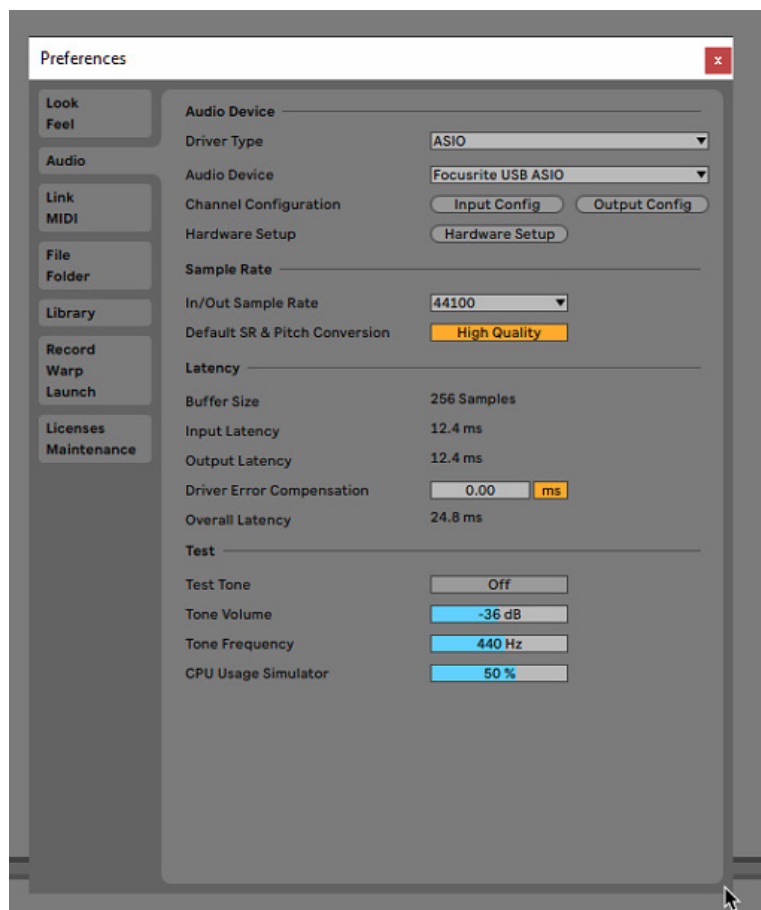 Preferences
x
Look
Feel
Audio
Link
MIDI
File
Folder
Library
Record
Warp
Launch
Licenses
Maintenance
Audio Device
Driver Type ASIO
Audio Device Focusrite USB ASIO
Channel Configuration Input Config Output Config
Hardware Setup Hardware Setup
Sample Rate
In/Out Sample Rate 44100
Default SR & Pitch Conversion High Quality
Latency
Buffer Size 256 Samples
Input Latency 12.4 ms
Output Latency 12.4 ms
Driver Error Compensation 0.00 ms
Overall Latency 24.8 ms
Test
Test Tone Off
Tone Volume -36 dB
Tone Frequency 440 Hz
CPU Usage Simulator 50 %